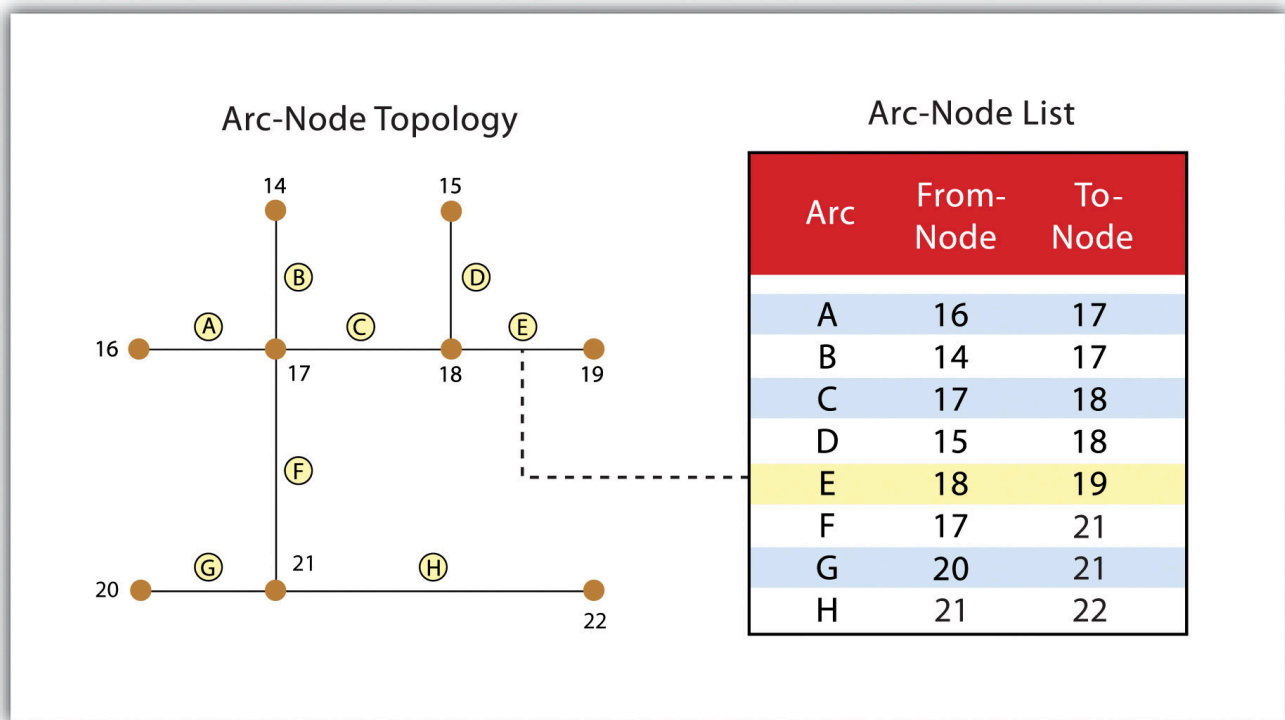 Arc-Node Topology
14
15
B
D
A
C
E
16
17
18
19
F
G
21
H
20
22
Arc-Node List
Arc From-Node To-Node
A 16 17
B 14 17
C 17 18
D 15 18
E 18 19
F 17 21
G 20 21
H 21 22